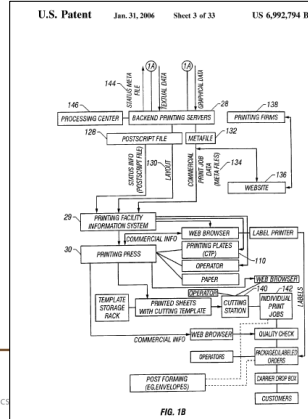 U.S. Patent Jan. 31, 2006 Sheet 3 of 33 US 6,992,794 B
144
1A
1A
STATUS META FILE
TEXTUAL DATA
GRAPHICAL DATA
146
28
138
PROCESSING CENTER
BACKEND PRINTING SERVERS
PRINTING FIRMS
128
POSTSCRIPT FILE
METAFILE
132
STATUS INFO
(POSTSCRIPT FILE)
130
LAYOUT
COMMERCIAL
PRINT JOB
DATA
(META FILES)
134
136
WEBSITE
29
PRINTING FACILITY
INFORMATION SYSTEM
COMMERCIAL INFO
WEB BROWSER
LABEL PRINTER
30
PRINTING PRESS
PRINTING PLATES
(CTP)
110
OPERATOR
PAPER
WEB BROWSER
140
142
OPERATOR
TEMPLATE
STORAGE
RACK
PRINTED SHEETS
WITH CUTTING TEMPLATE
CUTTING
STATION
INDIVIDUAL
PRINT
JOBS
LABELS
COMMERCIAL INFO
WEB BROWSER
QUALITY CHECK
OPERATORS
PACKAGED/LABELED
ORDERS
POST FORMING
(EG. ENVELOPES)
CARRIER DROP BOX
CUSTOMERS
CS
FIG. 1B